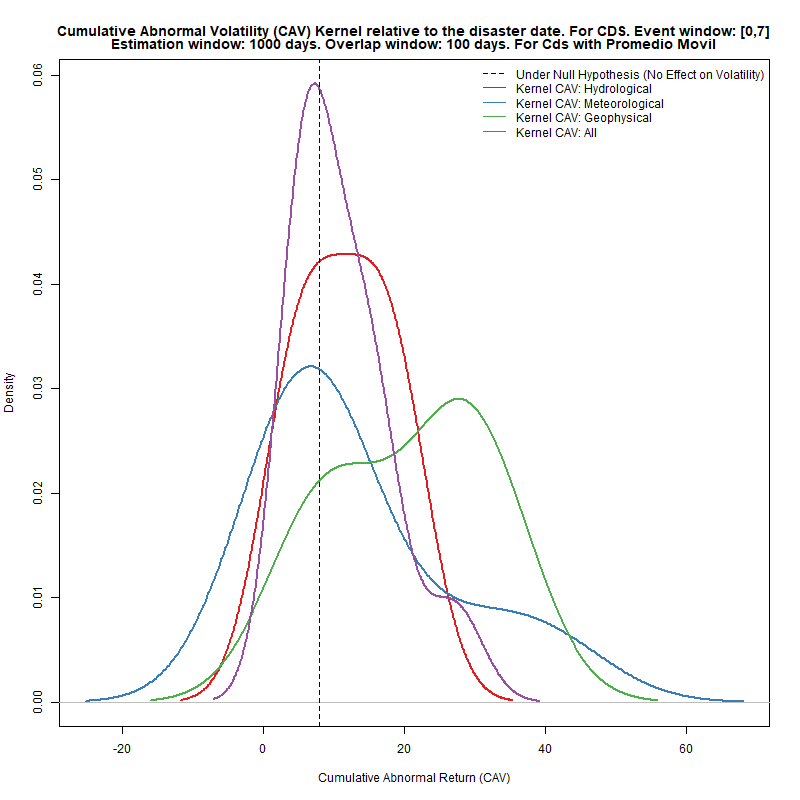 Cumulative Abnormal Volatility (CAV) Kernel relative to the disaster date. For CDS. Event window: [0,7]
Estimation window: 1000 days. Overlap window: 100 days. For Cds with Promedio Movil
Under Null Hypothesis (No Effect on Volatility)
Kernel CAV: Hydrological
Kernel CAV: Meteorological
Kernel CAV: Geophysical
Kernel CAV: All
Density
0.06
0.05
0.04
0.03
0.02
0.01
0.00
-20 0 20 40 60
Cumulative Abnormal Return (CAV)